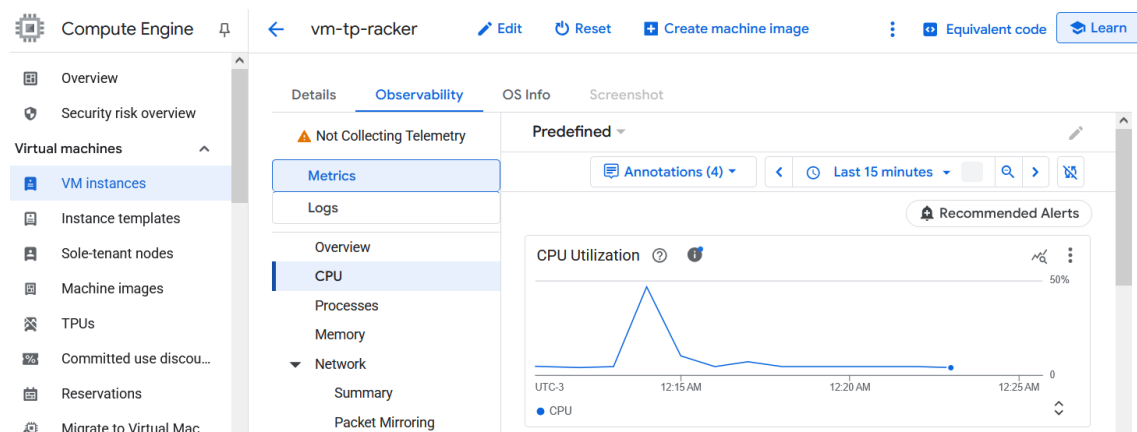 Compute Engine
vm-tp-racker
Edit
Reset
Create machine image
Equivalent code
Learn
Overview
Security risk overview
Virtual machines
VM instances
Instance templates
Sole-tenant nodes
Machine images
TPUs
Committed use discou...
Reservations
Migrate to Virtual Mac
Details
Observability
OS Info
Screenshot
Not Collecting Telemetry
Metrics
Logs
Overview
CPU
Processes
Memory
Network
Summary
Packet Mirroring
Predefined
Annotations (4)
Last 15 minutes
Recommended Alerts
CPU Utilization
50%
0
UTC-3
12:15 AM
12:20 AM
12:25 AM
CPU